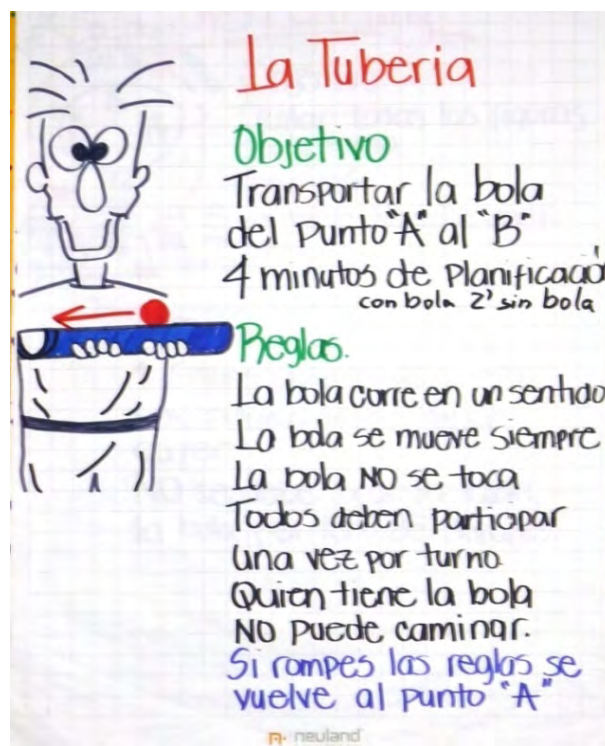 La Tuberia
Objetivo
Transportar la bola
del Punto "A" al "B"
4 minutos de Planificación
con bola 2' sin bola
Reglas.
La bola corre en un sentido
La bola se mueve siempre
La bola NO se toca
Todos deben participar
una vez por turno
Quien tiene la bola
NO puede caminar.
Si rompes las reglas se
vuelve al punto "A"
neuland